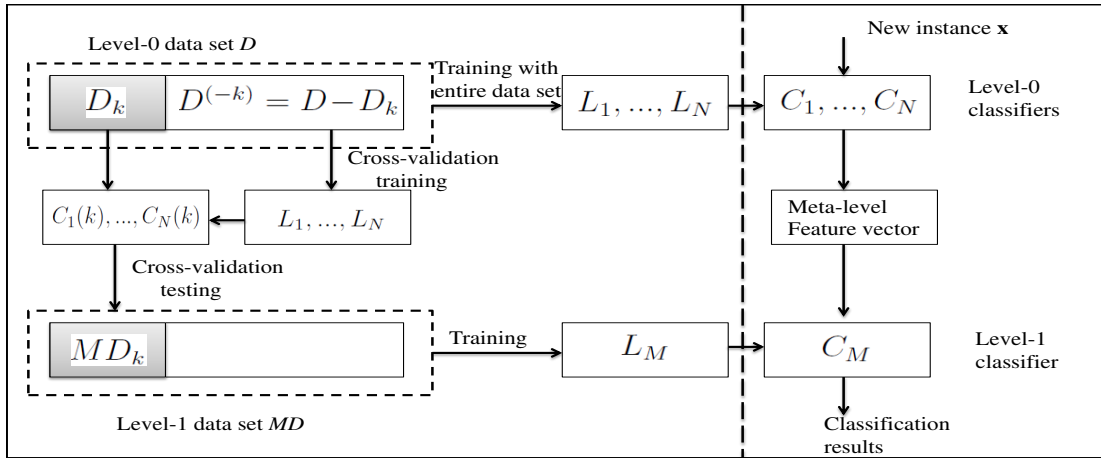 Level-0 data set D
D_k
D^{(-k)} = D - D_k
Training with
entire data set
L_1, ..., L_N
New instance x
C_1, ..., C_N
Level-0
classifiers
Cross-validation
training
C_1(k), ..., C_N(k)
L_1, ..., L_N
Meta-level
Feature vector
Cross-validation
testing
MD_k
Training
L_M
C_M
Level-1
classifier
Level-1 data set MD
Classification
results